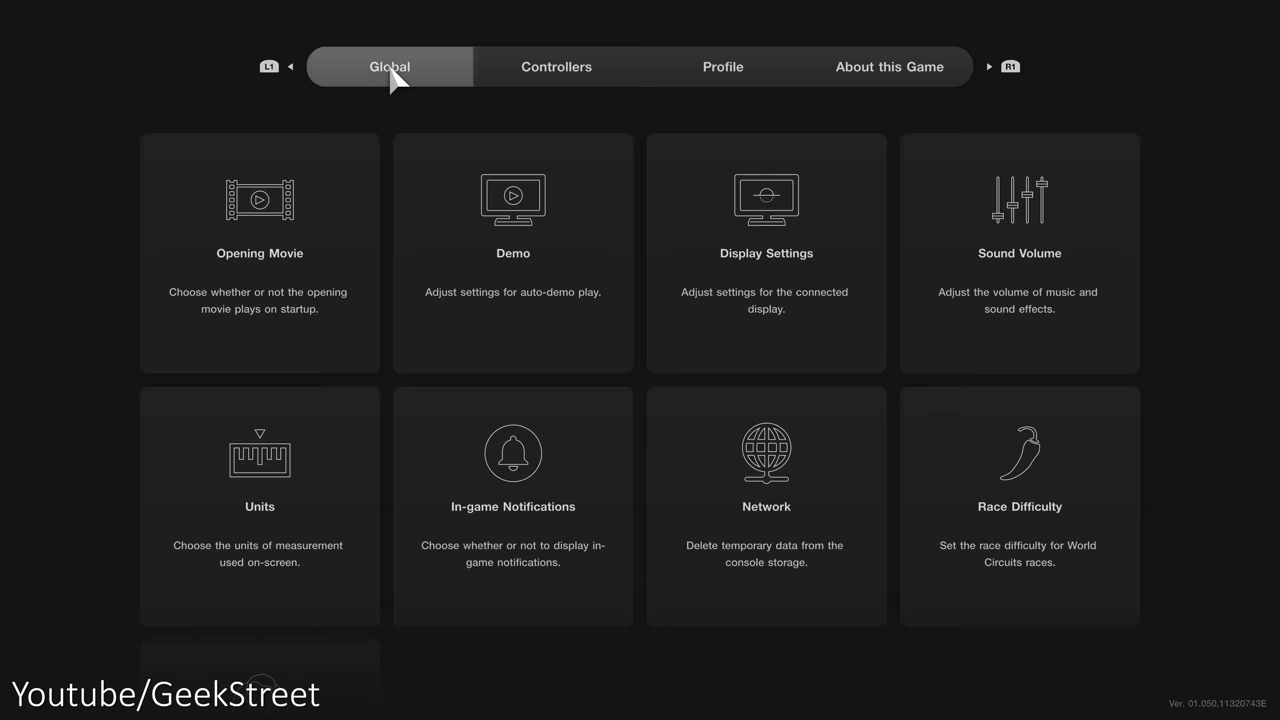 L1
Global
Controllers
Profile
About this Game
R1
Opening Movie
Choose whether or not the opening
movie plays on startup.
Demo
Adjust settings for auto-demo play.
Display Settings
Adjust settings for the connected
display.
Sound Volume
Adjust the volume of music and
sound effects.
Units
Choose the units of measurement
used on-screen.
In-game Notifications
Choose whether or not to display in-
game notifications.
Network
Delete temporary data from the
console storage.
Race Difficulty
Set the race difficulty for World
Circuits races.
Youtube/GeekStreet
Ver. 01.050.11320743E